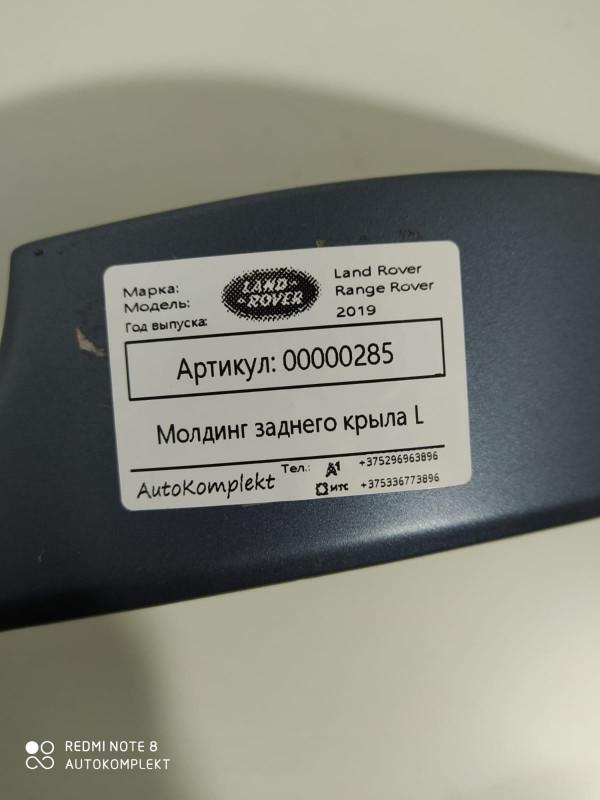 Марка:
Модель:
Год выпуска:
LAND
ROVER
Land Rover
Range Rover
2019
Артикул: 00000285
Молдинг заднего крыла L
AutoKomplekt
Тел.: A1 +375296963896
мтс +375336773896
REDMI NOTE 8
AUTOKOMPLEKT